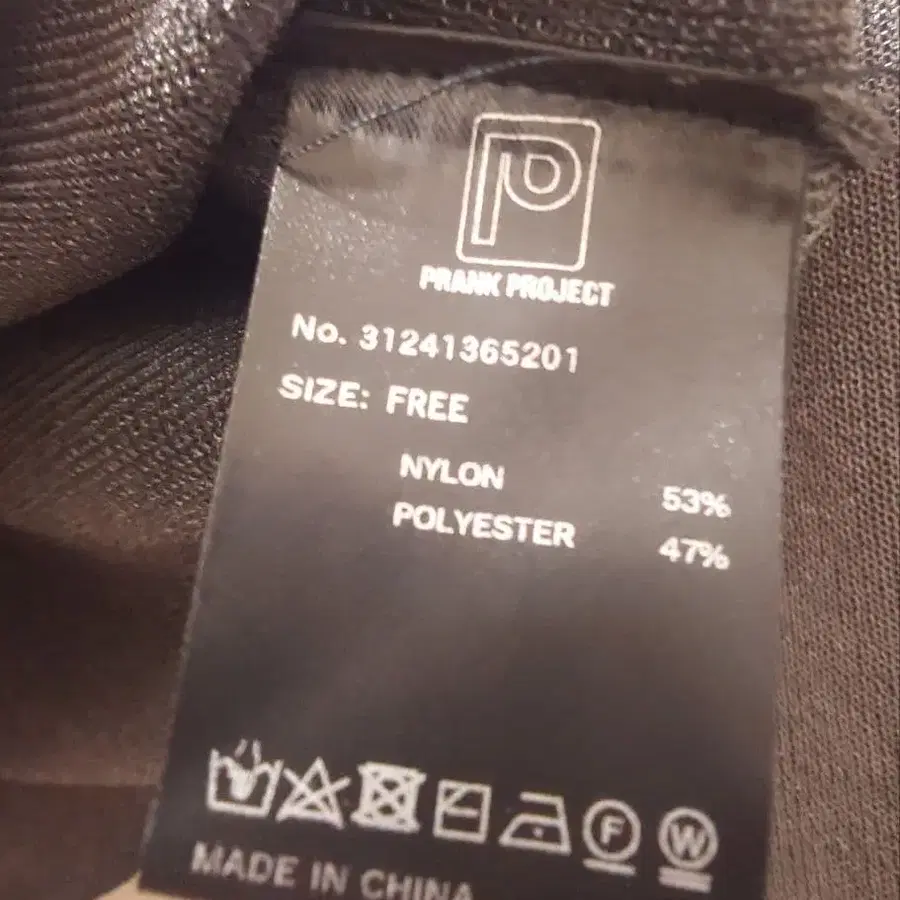 P
PRANK PROJECT
No. 31241365201
SIZE: FREE
NYLON 53%
POLYESTER 47%
F W
MADE IN CHINA